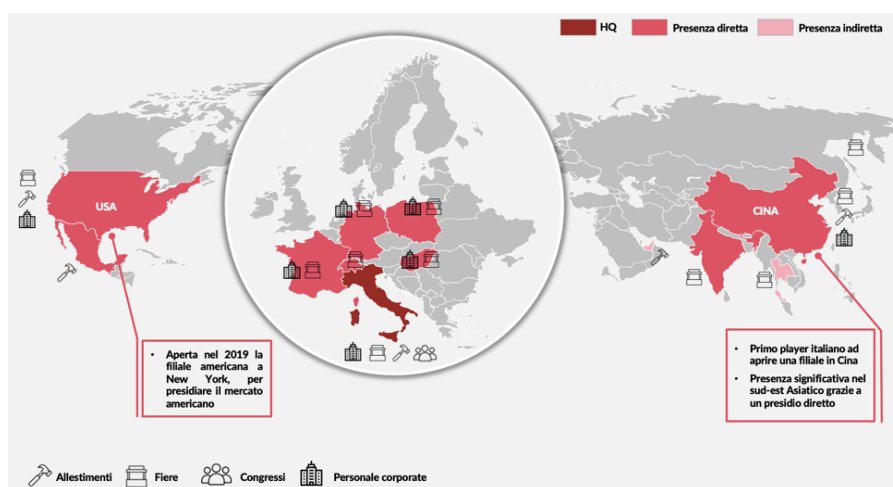 HQ
Presenza diretta
Presenza indiretta
USA
CINA
• Aperta nel 2019 la
filiale americana a
New York, per
presidiare il mercato
americano
• Primo player italiano ad
aprire una filiale in Cina
• Presenza significativa nel
sud-est Asiatico grazie a
un presidio diretto
Allestimenti
Fiere
Congressi
Personale corporate